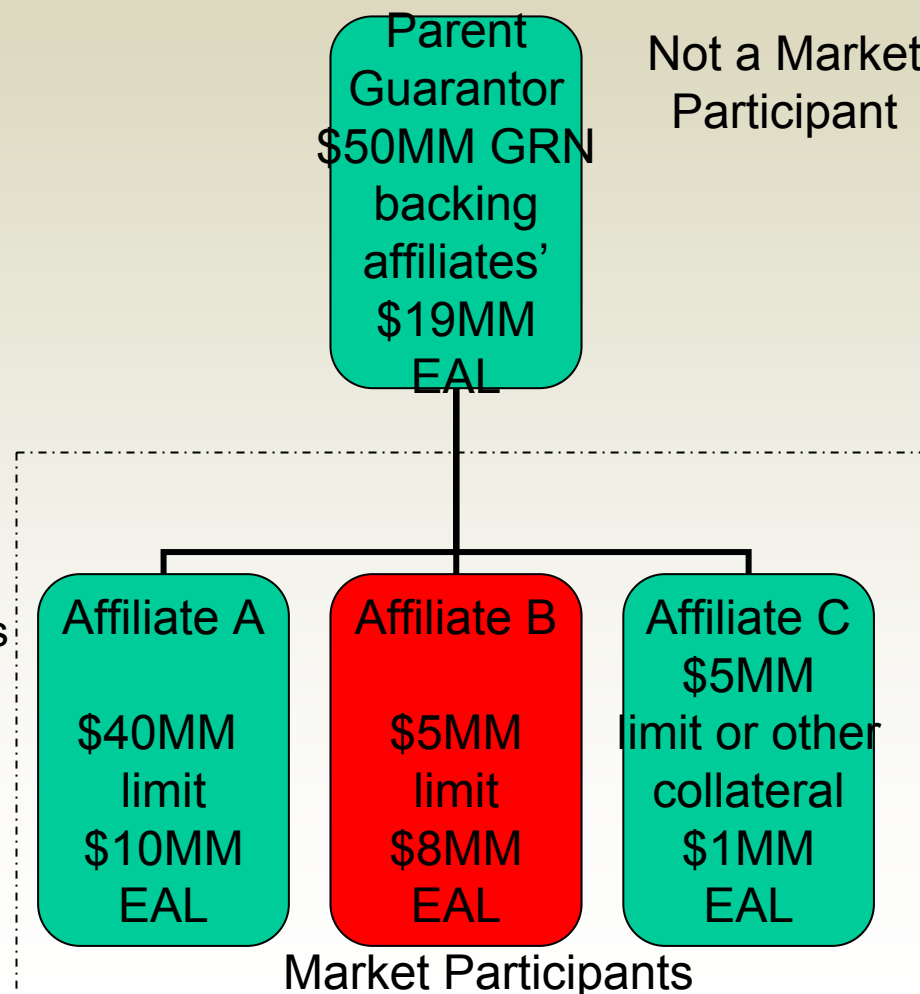 Parent
Guarantor
$50MM GRN
backing
affiliates’
$19MM
EAL
Not a Market
Participant
s
Affiliate A
$40MM
limit
$10MM
EAL
Affiliate B
$5MM
limit
$8MM
EAL
Affiliate C
$5MM
limit or other
collateral
$1MM
EAL
Market Participants